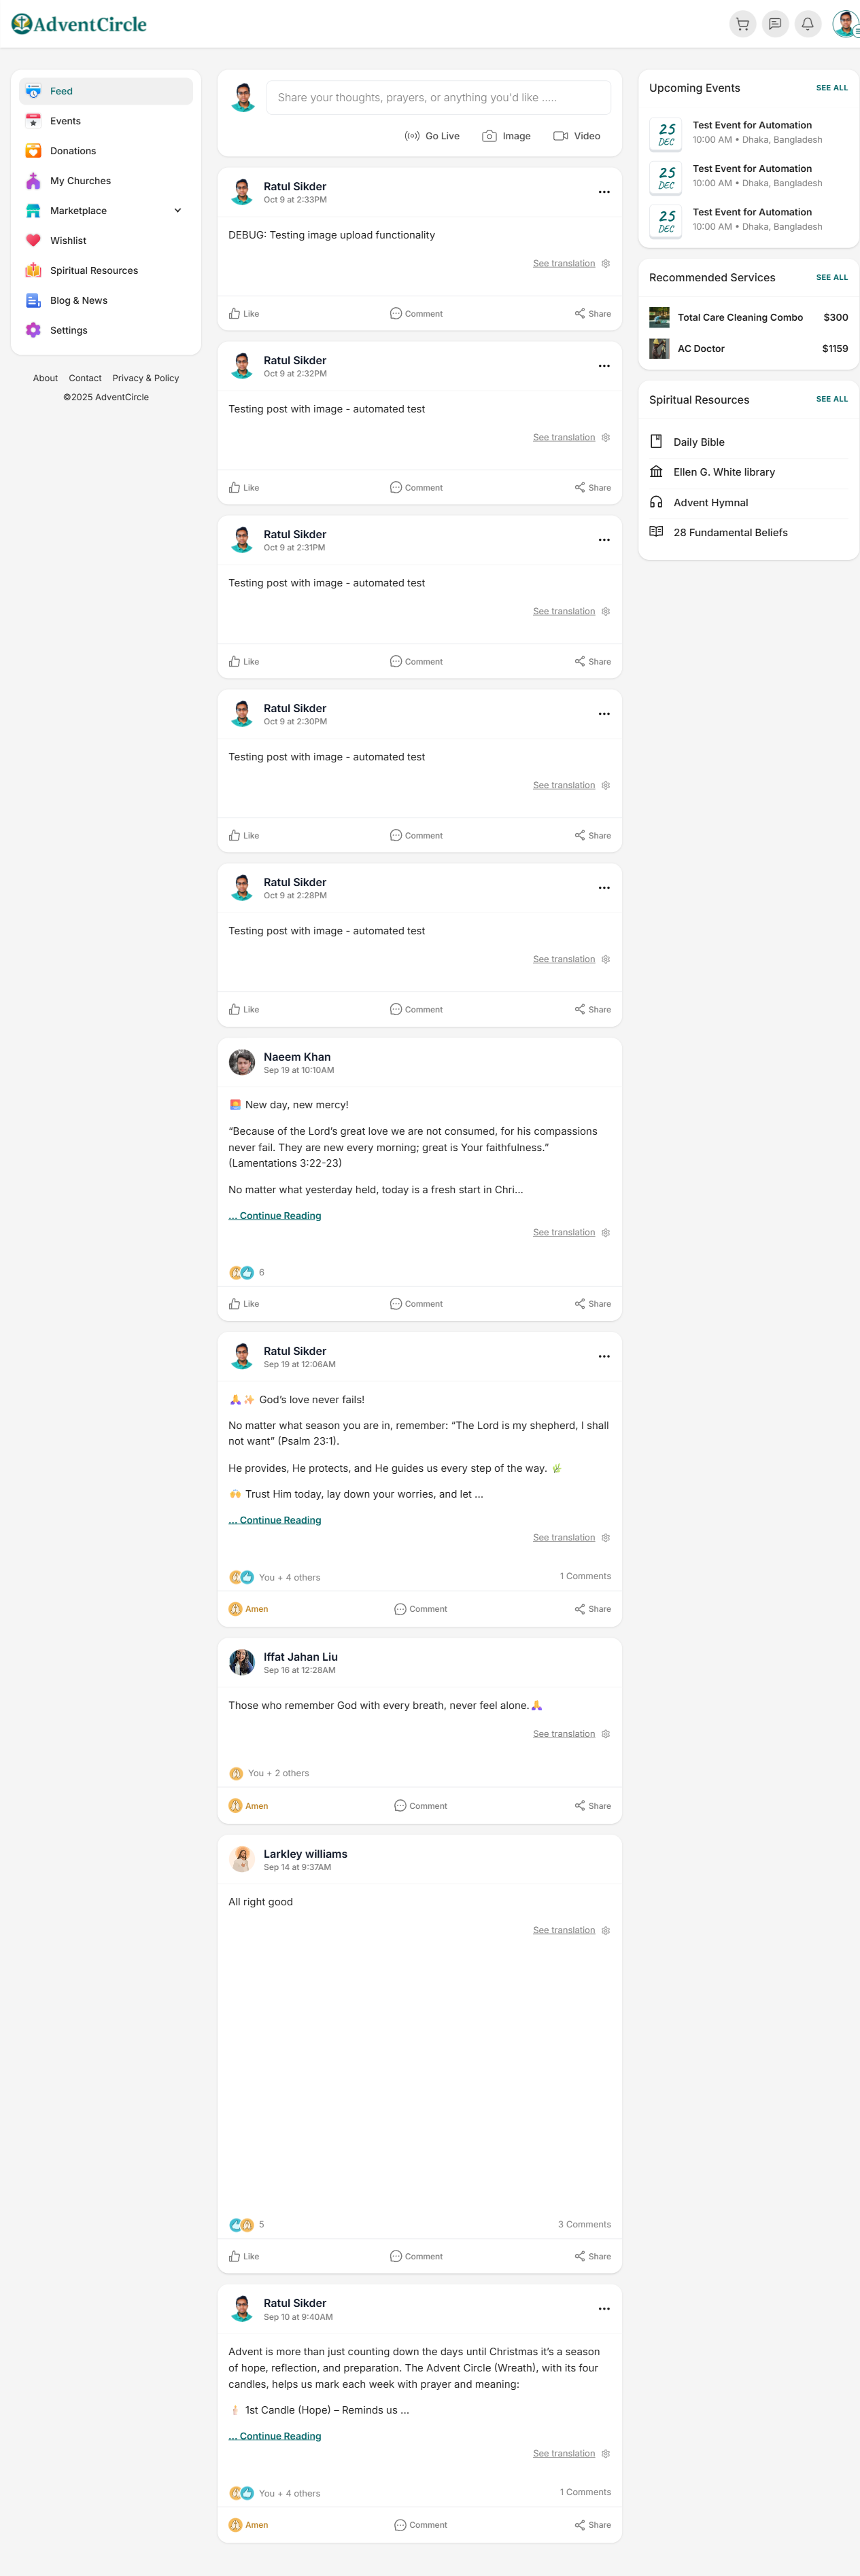 AdventCircle
Feed
Events
Donations
My Churches
Marketplace
Wishlist
Spiritual Resources
Blog & News
Settings
About Contact Privacy & Policy
©2025 AdventCircle
Share your thoughts, prayers, or anything you'd like .....
Go Live Image Video
Ratul Sikder
Oct 9 at 2:33PM
DEBUG: Testing image upload functionality
See translation
Like Comment Share
Ratul Sikder
Oct 9 at 2:32PM
Testing post with image - automated test
See translation
Like Comment Share
Ratul Sikder
Oct 9 at 2:31PM
Testing post with image - automated test
See translation
Like Comment Share
Ratul Sikder
Oct 9 at 2:30PM
Testing post with image - automated test
See translation
Like Comment Share
Ratul Sikder
Oct 9 at 2:28PM
Testing post with image - automated test
See translation
Like Comment Share
Naeem Khan
Sep 19 at 10:10AM
🌅 New day, new mercy!
“Because of the Lord’s great love we are not consumed, for his compassions
never fail. They are new every morning; great is Your faithfulness.”
(Lamentations 3:22-23)
No matter what yesterday held, today is a fresh start in Chri...
... Continue Reading
See translation
6
Like Comment Share
Ratul Sikder
Sep 19 at 12:06AM
🙏✨ God’s love never fails!
No matter what season you are in, remember: “The Lord is my shepherd, I shall
not want” (Psalm 23:1).
He provides, He protects, and He guides us every step of the way. 🌿
🙌 Trust Him today, lay down your worries, and let ...
... Continue Reading
See translation
You + 4 others 1 Comments
Amen Comment Share
Iffat Jahan Liu
Sep 16 at 12:28AM
Those who remember God with every breath, never feel alone.🙏
See translation
You + 2 others
Amen Comment Share
Larkley williams
Sep 14 at 9:37AM
All right good
See translation
5 3 Comments
Like Comment Share
Ratul Sikder
Sep 10 at 9:40AM
Advent is more than just counting down the days until Christmas it’s a season
of hope, reflection, and preparation. The Advent Circle (Wreath), with its four
candles, helps us mark each week with prayer and meaning:
🕯 1st Candle (Hope) – Reminds us ...
... Continue Reading
See translation
You + 4 others 1 Comments
Amen Comment Share
Upcoming Events SEE ALL
25 DEC
Test Event for Automation
10:00 AM • Dhaka, Bangladesh
25 DEC
Test Event for Automation
10:00 AM • Dhaka, Bangladesh
25 DEC
Test Event for Automation
10:00 AM • Dhaka, Bangladesh
Recommended Services SEE ALL
Total Care Cleaning Combo $300
AC Doctor $1159
Spiritual Resources SEE ALL
Daily Bible
Ellen G. White library
Advent Hymnal
28 Fundamental Beliefs